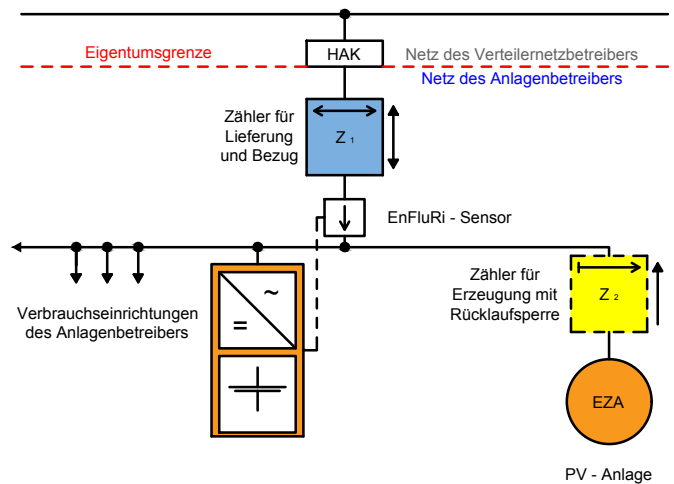 Eigentumsgrenze
HAK
Netz des Verteilernetzbetreibers
Netz des Anlagenbetreibers
Zähler für
Lieferung
und Bezug
Z 1
EnFluRi - Sensor
Verbrauchseinrichtungen
des Anlagenbetreibers
~
=
Zähler für
Erzeugung mit
Rücklaufsperre
Z 2
EZA
PV - Anlage